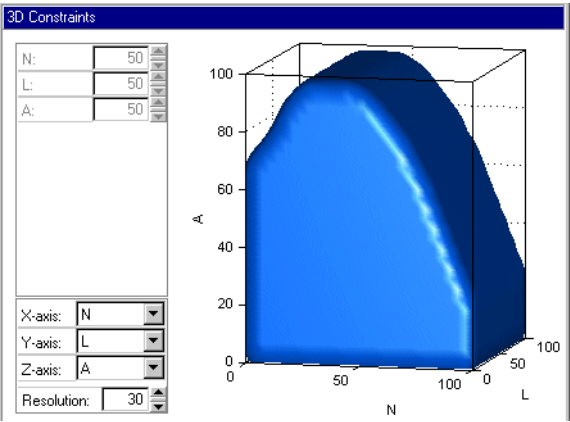 3D Constraints
N: 50
L: 50
A: 50
X-axis: N
Y-axis: L
Z-axis: A
Resolution: 30
100
80
60
40
20
0
A
0
50
100
N
0
50
100
L